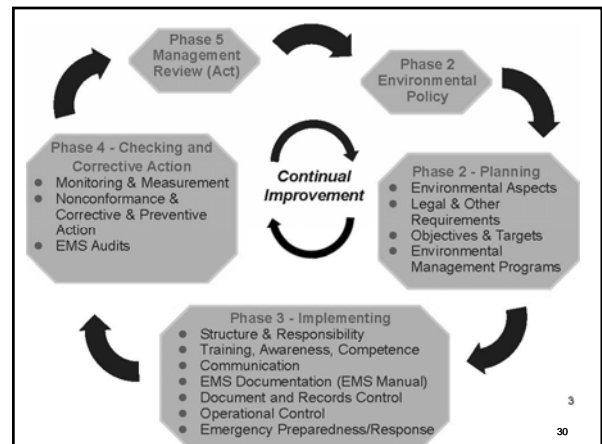 Phase 5
Management
Review (Act)
Phase 2
Environmental
Policy
Phase 4 - Checking and
Corrective Action
● Monitoring & Measurement
● Nonconformance &
Corrective & Preventive
Action
● EMS Audits
Continual
Improvement
Phase 2 - Planning
● Environmental Aspects
● Legal & Other
Requirements
● Objectives & Targets
● Environmental
Management Programs
Phase 3 - Implementing
● Structure & Responsibility
● Training, Awareness, Competence
● Communication
● EMS Documentation (EMS Manual)
● Document and Records Control
● Operational Control
● Emergency Preparedness/Response
3
30